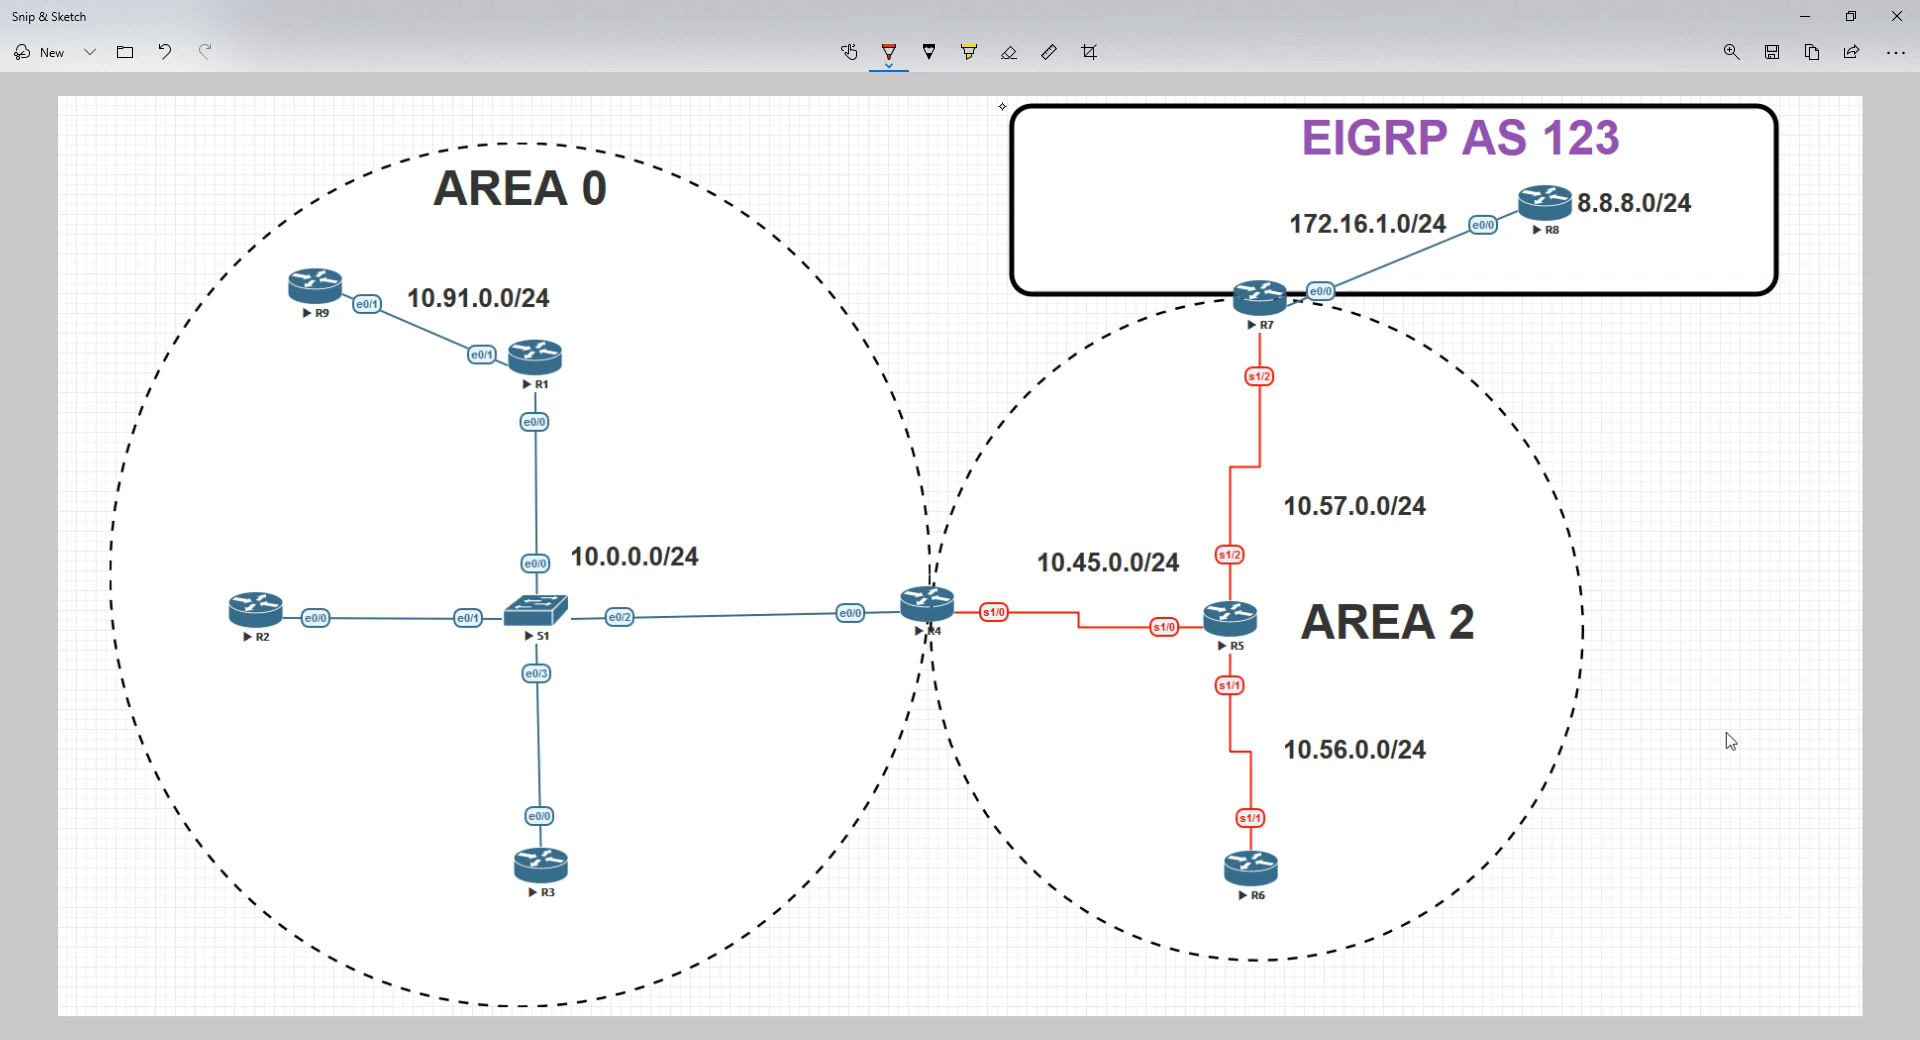 Snip & Sketch
New
EIGRP AS 123
AREA 0
8.8.8.0/24
172.16.1.0/24
e0/0
R8
10.91.0.0/24
e0/1
R9
e0/0
R7
e0/1
R1
s1/2
e0/0
10.57.0.0/24
e0/0
10.0.0.0/24
10.45.0.0/24
s1/2
R2
e0/0
e0/1
S1
e0/2
e0/0
R4
s1/0
s1/0
R5
AREA 2
e0/3
s1/1
10.56.0.0/24
e0/0
s1/1
R3
R6